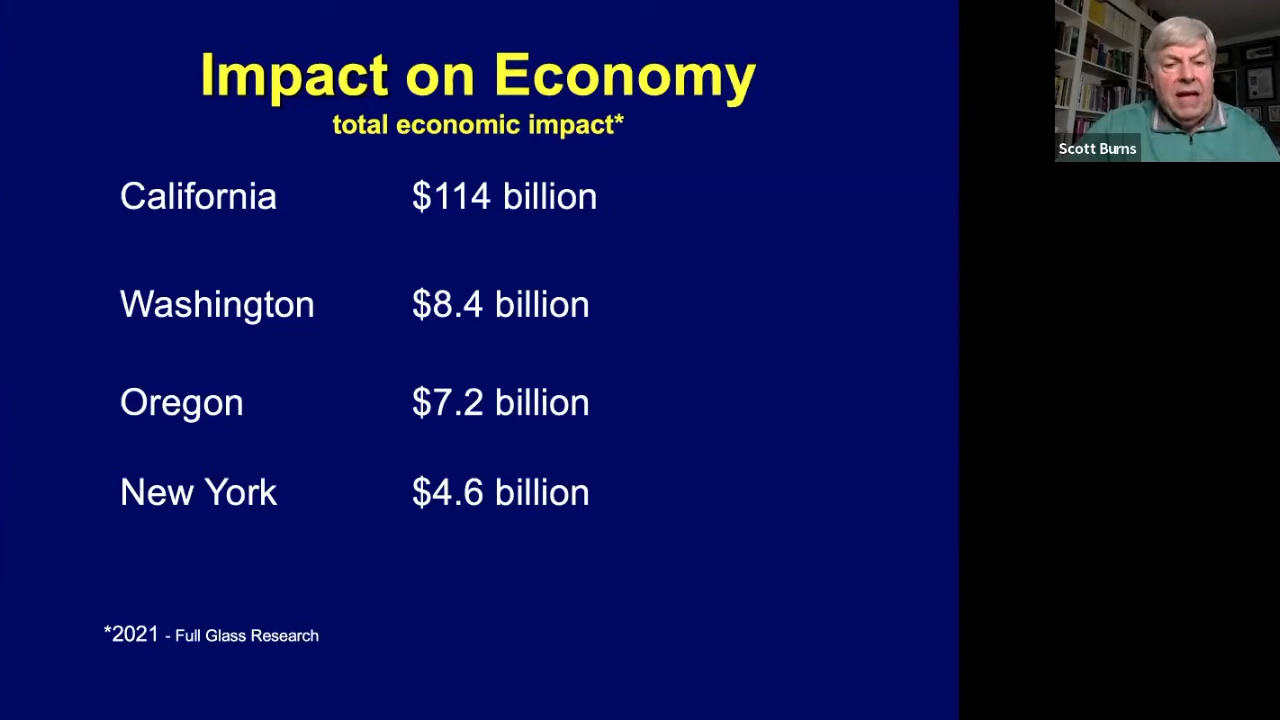 Impact on Economy
total economic impact*
California $114 billion
Washington $8.4 billion
Oregon $7.2 billion
New York $4.6 billion
*2021 - Full Glass Research
Scott Burns